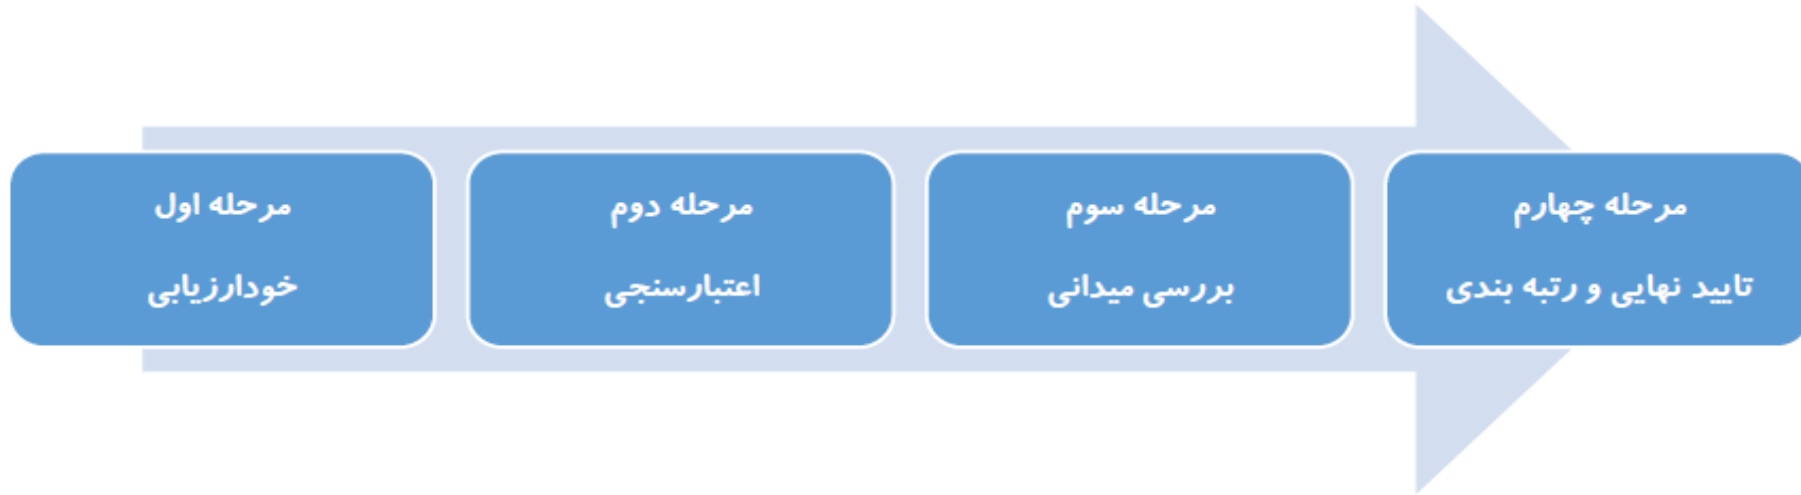 مرحله اول
خودارزیابی
مرحله دوم
اعتبارسنجی
مرحله سوم
بررسی میدانی
مرحله چهارم
تایید نهایی و رتبه بندی